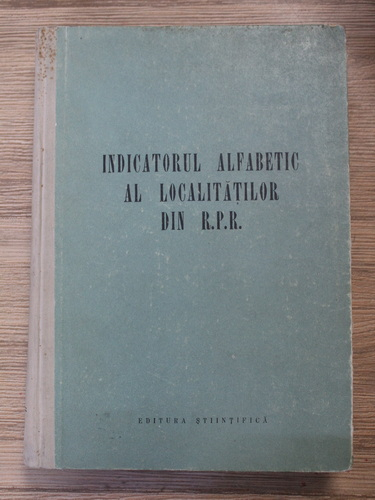 INDICATORUL ALFABETIC
AL LOCALITĂȚILOR
DIN R.P.R.
EDITURA ȘTIINȚIFICĂ